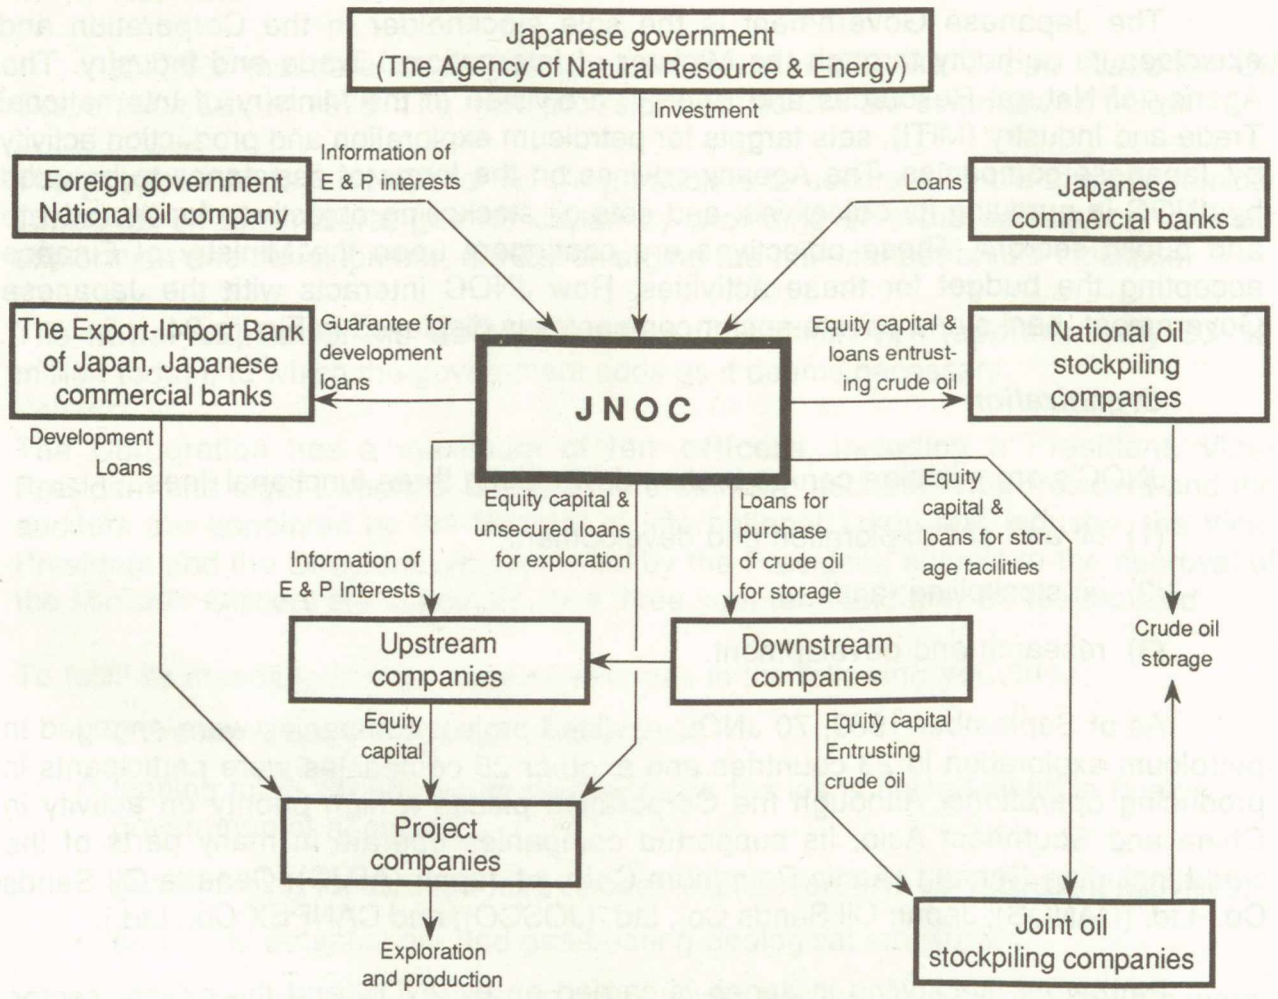 Japanese government
(The Agency of Natural Resource & Energy)
Investment
Information of
E & P interests
Foreign government
National oil company
Loans
Japanese
commercial banks
The Export-Import Bank
of Japan, Japanese
commercial banks
Guarantee for
development
loans
JNOC
Equity capital &
loans entrust-
ing crude oil
National oil
stockpiling
companies
Development
Loans
Information of
E & P Interests
Equity capital &
unsecured loans
for exploration
Loans for
purchase
of crude oil
for storage
Equity
capital &
loans for stor-
age facilities
Upstream
companies
Downstream
companies
Crude oil
storage
Equity
capital
Equity capital
Entrusting
crude oil
Project
companies
Exploration
and production
Joint oil
stockpiling companies